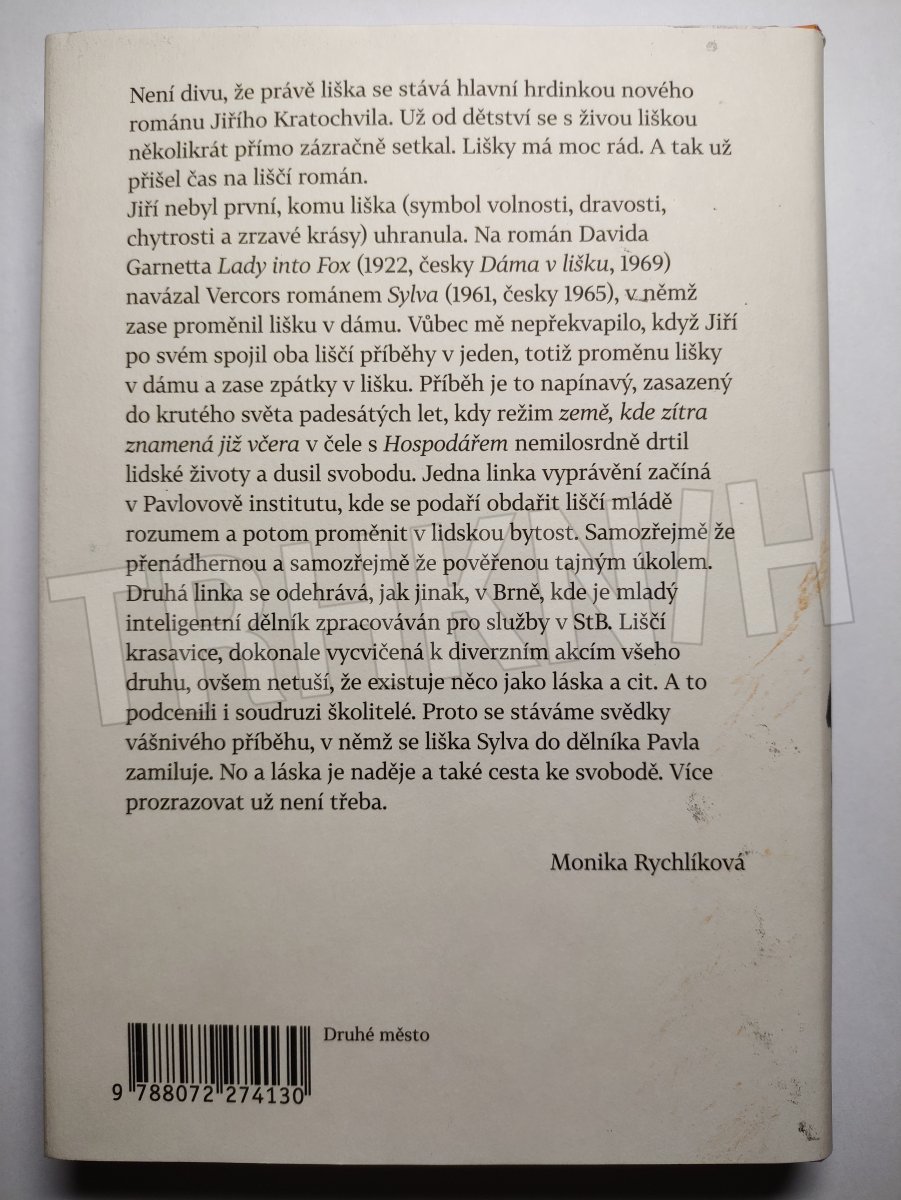 Není divu, že právě liška se stává hlavní hrdinkou nového
románu Jiřího Kratochvila. Už od dětství se s živou liškou
několikrát přímo zázračně setkal. Lišky má moc rád. A tak už
přišel čas na liščí román.
Jiří nebyl první, komu liška (symbol volnosti, dravosti,
chytrosti a zrzavé krásy) uhranula. Na román Davida
Garnetta Lady into Fox (1922, česky Dáma v lišku, 1969)
navázal Vercors románem Sylva (1961, česky 1965), v němž
zase proměnil lišku v dámu. Vůbec mě nepřekvapilo, když Jiří
po svém spojil oba liščí příběhy v jeden, totiž proměnu lišky
v dámu a zase zpátky v lišku. Příběh je to napínavý, zasazený
do krutého světa padesátých let, kdy režim země, kde zítra
znamená již včera v čele s Hospodářem nemilosrdně drtil
lidské životy a dusil svobodu. Jedna linka vyprávění začíná
v Pavlovově institutu, kde se podaří obdařit liščí mládě
rozumem a potom proměnit v lidskou bytost. Samozřejmě že
přenádhernou a samozřejmě že pověřenou tajným úkolem.
Druhá linka se odehrává, jak jinak, v Brně, kde je mladý
inteligentní dělník zpracováván pro služby v StB. Liščí
krasavice, dokonale vycvičená k diverzním akcím všeho
druhu, ovšem netuší, že existuje něco jako láska a cit. A to
podcenili i soudruzi školitelé. Proto se stáváme svědky
vášnivého příběhu, v němž se liška Sylva do dělníka Pavla
zamiluje. No a láska je naděje a také cesta ke svobodě. Více
prozrazovat už není třeba.
Monika Rychlíková
Druhé město
9 788072 274130
TRHKNIH